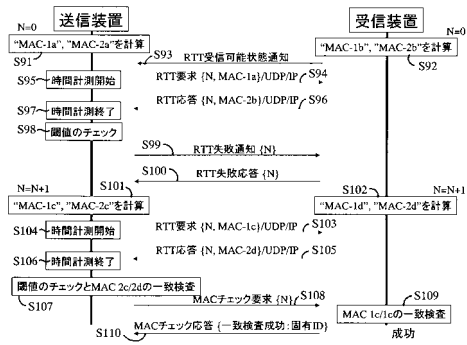 送信装置 受信装置
N=0 N=0
“MAC-1a”, “MAC-2a”を計算 “MAC-1b”, “MAC-2b”を計算
S91 S93 RTT受信可能状態通知 S92
S95 時間計測開始 RTT要求 {N, MAC-1a}/UDP/IP S94
S97 時間計測終了 RTT応答 {N, MAC-2b}/UDP/IP S96
S98 閾値のチェック
S99 RTT失敗通知 {N}
S100 RTT失敗応答 {N}
N=N+1 S101 S102 N=N+1
“MAC-1c”, “MAC-2c”を計算 “MAC-1d”, “MAC-2d”を計算
S104 時間計測開始 RTT要求 {N, MAC-1c}/UDP/IP S103
S106 時間計測終了 RTT応答 {N, MAC-2d}/UDP/IP S105
閾値のチェックとMAC 2c/2dの一致検査
S107 MACチェック要求 {N} S108 S109
MAC 1c/1cの一致検査
S110 MACチェック応答 {一致検査成功 : 固有ID} 成功